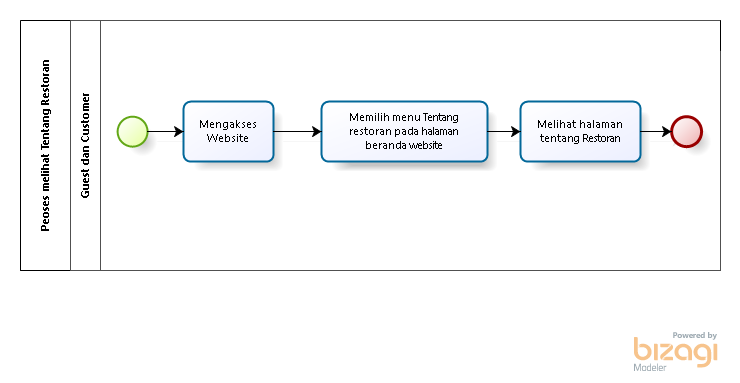 Peoses melihat Tentang Restoran
Guest dan Customer
Mengakses
Website
Memilih menu Tentang
restoran pada halaman
beranda website
Melihat halaman
tentang Restoran
Powered by
bizagi
Modeler